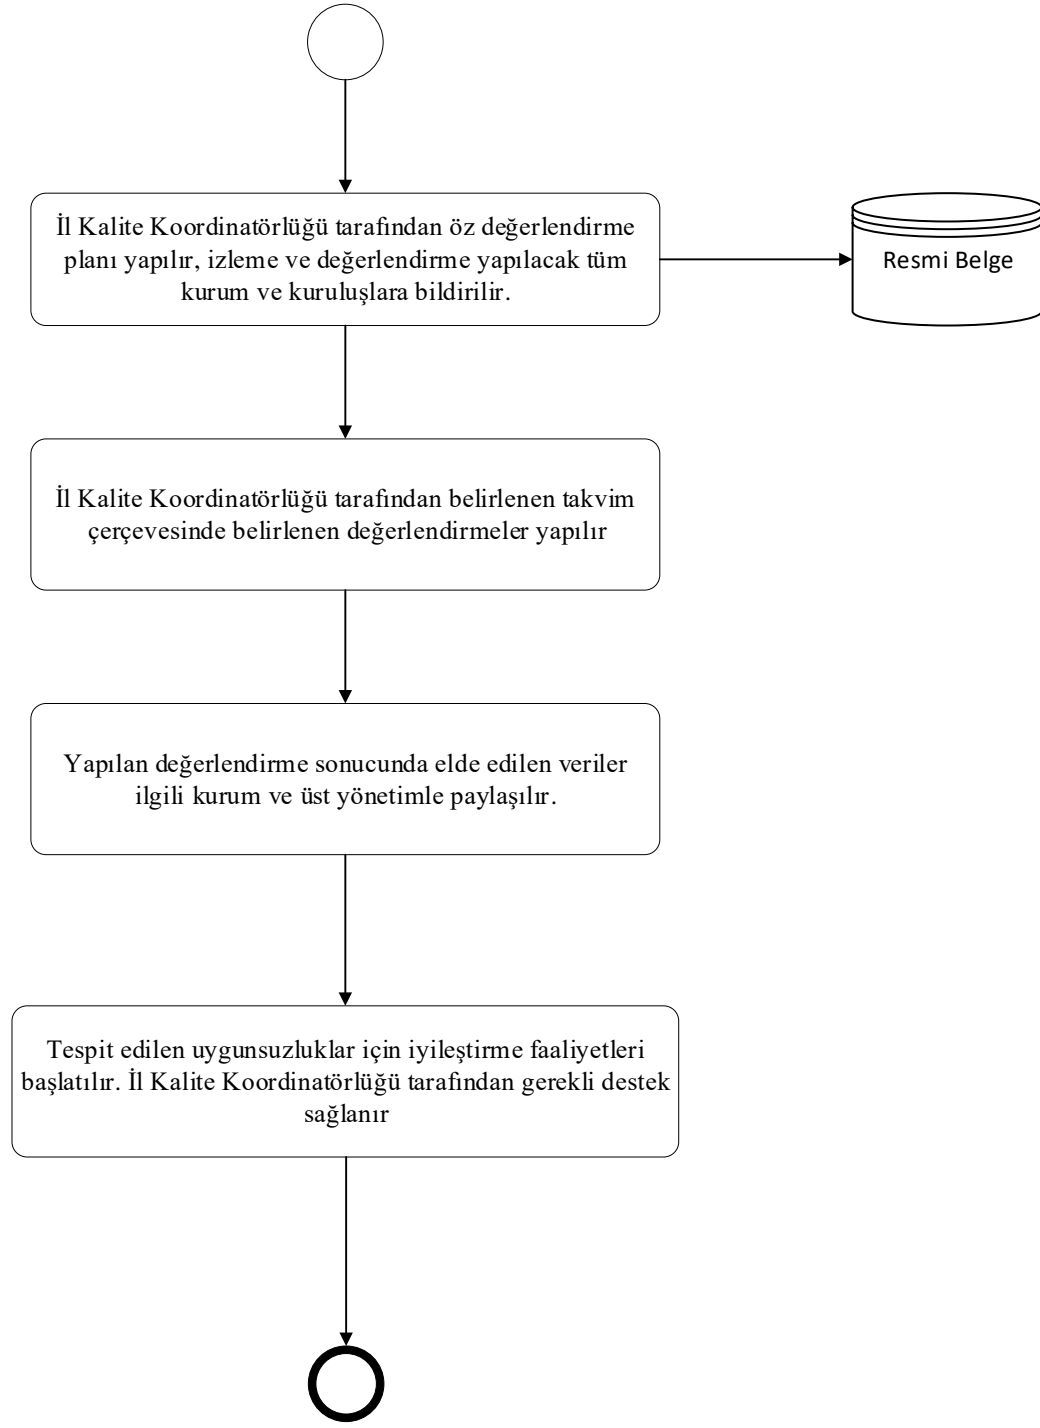 İl Kalite Koordinatörlüğü tarafından öz değerlendirme
planı yapılır, izleme ve değerlendirme yapılacak tüm
kurum ve kuruluşlara bildirilir.
Resmi Belge
İl Kalite Koordinatörlüğü tarafından belirlenen takvim
çerçevesinde belirlenen değerlendirmeler yapılır
Yapılan değerlendirme sonucunda elde edilen veriler
ilgili kurum ve üst yönetimle paylaşılır.
Tespit edilen uygunsuzluklar için iyileştirme faaliyetleri
başlatılır. İl Kalite Koordinatörlüğü tarafından gerekli destek
sağlanır